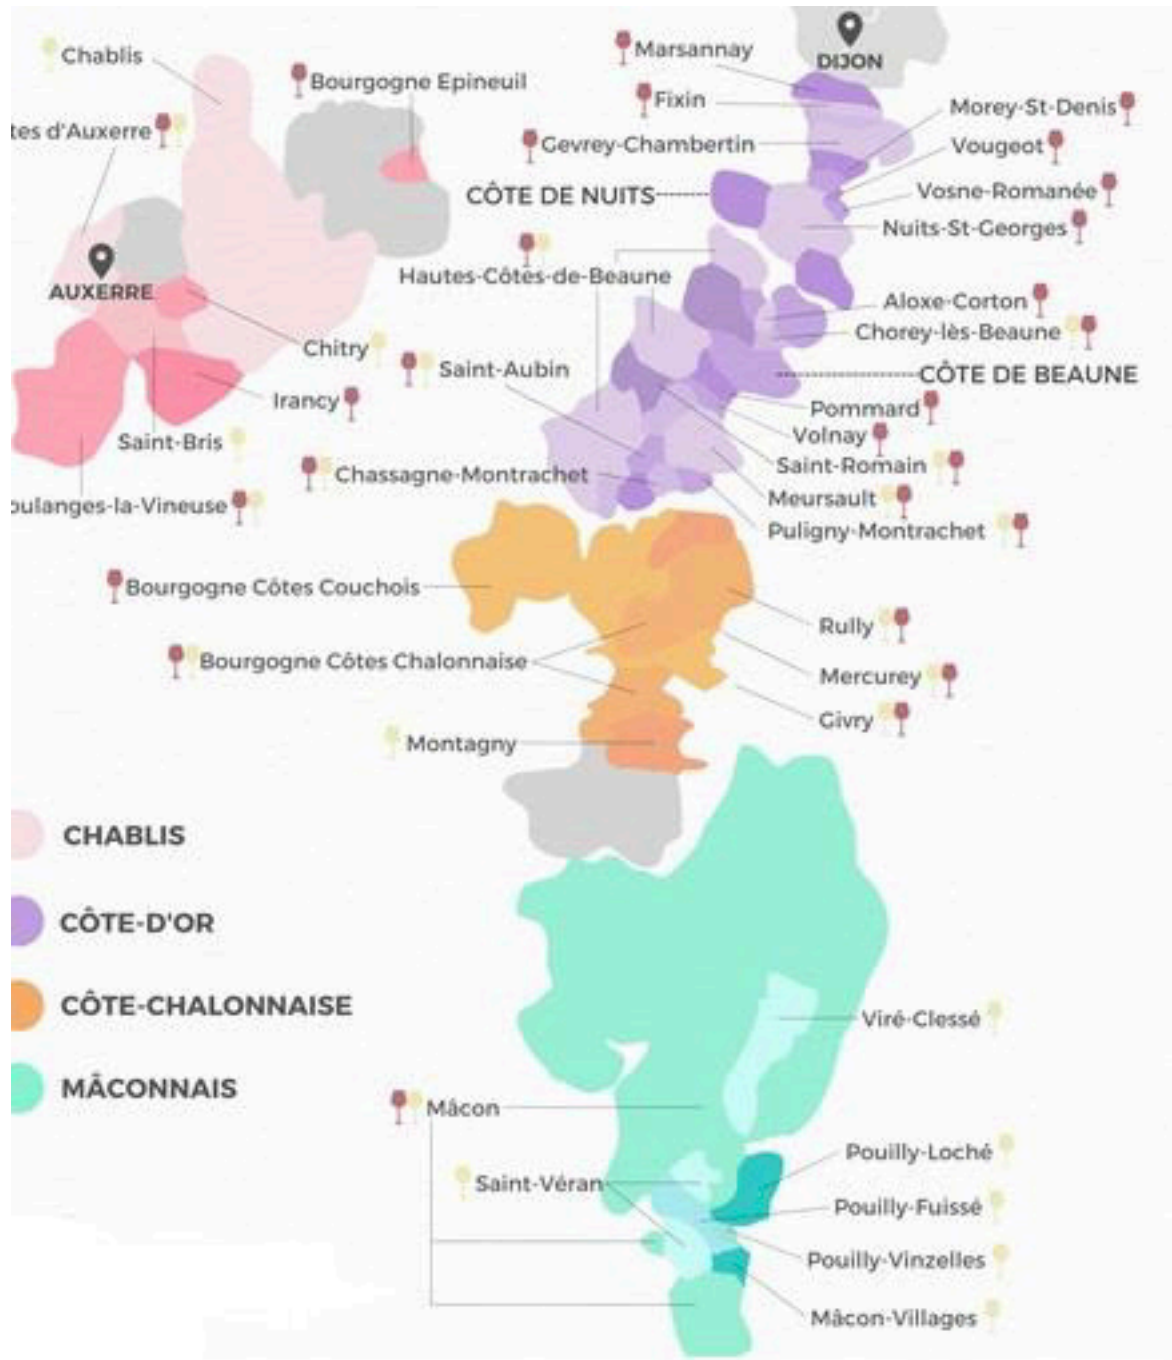 Chablis
Bourgogne Epineuil
tes d'Auxerre
AUXERRE
Chitry
Irancy
Saint-Bris
oulanges-la-Vineuse
DIJON
Marsannay
Fixin
Morey-St-Denis
Gevrey-Chambertin
Vougeot
CÔTE DE NUITS
Vosne-Romanée
Nuits-St-Georges
Hautes-Côtes-de-Beaune
Aloxe-Corton
Chorey-lès-Beaune
Saint-Aubin
CÔTE DE BEAUNE
Pommard
Volnay
Saint-Romain
Chassagne-Montrachet
Meursault
Puligny-Montrachet
Bourgogne Côtes Couchois
Rully
Bourgogne Côtes Chalonnaise
Mercurey
Givry
Montagny
CHABLIS
CÔTE-D'OR
CÔTE-CHALONNAISE
MÂCONNAIS
Viré-Clessé
Mâcon
Pouilly-Loché
Saint-Véran
Pouilly-Fuissé
Pouilly-Vinzelles
Mâcon-Villages